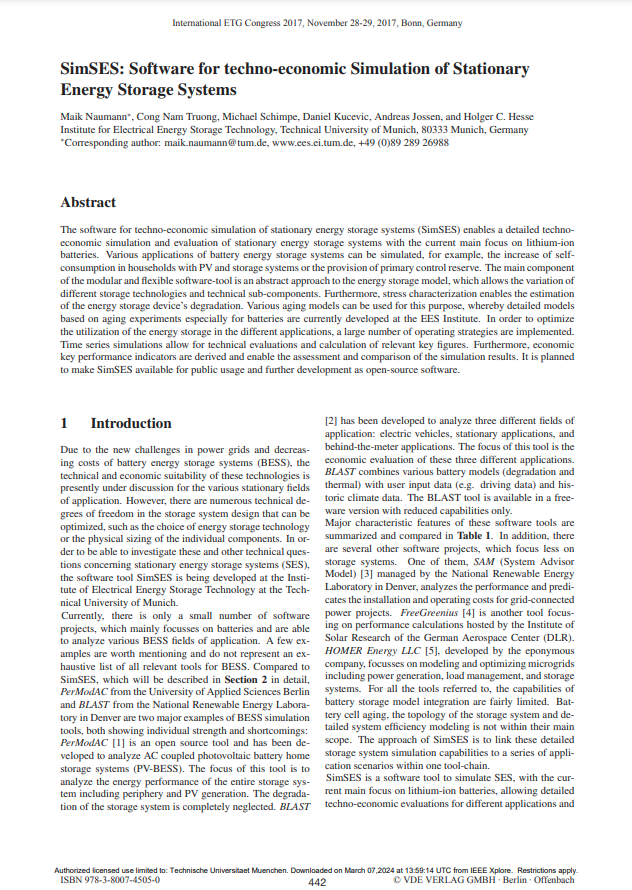 International ETG Congress 2017, November 28-29, 2017, Bonn, Germany
SimSES: Software for techno-economic Simulation of Stationary
Energy Storage Systems
Maik Naumann*, Cong Nam Truong, Michael Schimpe, Daniel Kucevic, Andreas Jossen, and Holger C. Hesse
Institute for Electrical Energy Storage Technology, Technical University of Munich, 80333 Munich, Germany
*Corresponding author: maik.naumann@tum.de, www.ees.ei.tum.de, +49 (0)89 289 26988
Abstract
The software for techno-economic simulation of stationary energy storage systems (SimSES) enables a detailed techno-
economic simulation and evaluation of stationary energy storage systems with the current main focus on lithium-ion
batteries. Various applications of battery energy storage systems can be simulated, for example, the increase of self-
consumption in households with PV and storage systems or the provision of primary control reserve. The main component
of the modular and flexible software-tool is an abstract approach to the energy storage model, which allows the variation of
different storage technologies and technical sub-components. Furthermore, stress characterization enables the estimation
of the energy storage device's degradation. Various aging models can be used for this purpose, whereby detailed models
based on aging experiments especially for batteries are currently developed at the EES Institute. In order to optimize
the utilization of the energy storage in the different applications, a large number of operating strategies are implemented.
Time series simulations allow for technical evaluations and calculation of relevant key figures. Furthermore, economic
key performance indicators are derived and enable the assessment and comparison of the simulation results. It is planned
to make SimSES available for public usage and further development as open-source software.
1 Introduction
Due to the new challenges in power grids and decreas-
ing costs of battery energy storage systems (BESS), the
technical and economic suitability of these technologies is
presently under discussion for the various stationary fields
of application. However, there are numerous technical de-
grees of freedom in the storage system design that can be
optimized, such as the choice of energy storage technology
or the physical sizing of the individual components. In or-
der to be able to investigate these and other technical ques-
tions concerning stationary energy storage systems (SES),
the software tool SimSES is being developed at the Insti-
tute of Electrical Energy Storage Technology at the Tech-
nical University of Munich.
Currently, there is only a small number of software
projects, which mainly focusses on batteries and are able
to analyze various BESS fields of application. A few ex-
amples are worth mentioning and do not represent an ex-
haustive list of all relevant tools for BESS. Compared to
SimSES, which will be described in Section 2 in detail,
PerModAC from the University of Applied Sciences Berlin
and BLAST from the National Renewable Energy Labora-
tory in Denver are two major examples of BESS simulation
tools, both showing individual strength and shortcomings:
PerModAC [1] is an open source tool and has been de-
veloped to analyze AC coupled photovoltaic battery home
storage systems (PV-BESS). The focus of this tool is to
analyze the energy performance of the entire storage sys-
tem including periphery and PV generation. The degrada-
tion of the storage system is completely neglected. BLAST
[2] has been developed to analyze three different fields of
application: electric vehicles, stationary applications, and
behind-the-meter applications. The focus of this tool is the
economic evaluation of these three different applications.
BLAST combines various battery models (degradation and
thermal) with user input data (e.g. driving data) and his-
toric climate data. The BLAST tool is available in a free-
ware version with reduced capabilities only.
Major characteristic features of these software tools are
summarized and compared in Table 1. In addition, there
are several other software projects, which focus less on
storage systems. One of them, SAM (System Advisor
Model) [3] managed by the National Renewable Energy
Laboratory in Denver, analyzes the performance and predi-
cates the installation and operating costs for grid-connected
power projects. FreeGreenius [4] is another tool focus-
ing on performance calculations hosted by the Institute of
Solar Research of the German Aerospace Center (DLR).
HOMER Energy LLC [5], developed by the eponymous
company, focusses on modeling and optimizing microgrids
including power generation, load management, and storage
systems. For all the tools referred to, the capabilities of
battery storage model integration are fairly limited. Bat-
tery cell aging, the topology of the storage system and de-
tailed system efficiency modeling is not within their main
scope. The approach of SimSES is to link these detailed
storage system simulation capabilities to a series of appli-
cation scenarios within one tool-chain.
SimSES is a software tool to simulate SES, with the cur-
rent main focus on lithium-ion batteries, allowing detailed
techno-economic evaluations for different applications and
Authorized licensed use limited to: Technische Universitaet Muenchen. Downloaded on March 07,2024 at 13:59:14 UTC from IEEE Xplore. Restrictions apply.
ISBN 978-3-8007-4505-0 442 © VDE VERLAG GMBH · Berlin · Offenbach